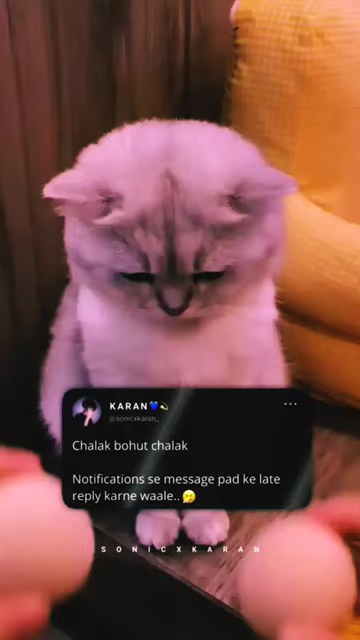 KARAN💙💫
@sonicxkaran_
Chalak bohut chalak
Notifications se message pad ke late
reply karne waale..🤧
SONICXKARAN